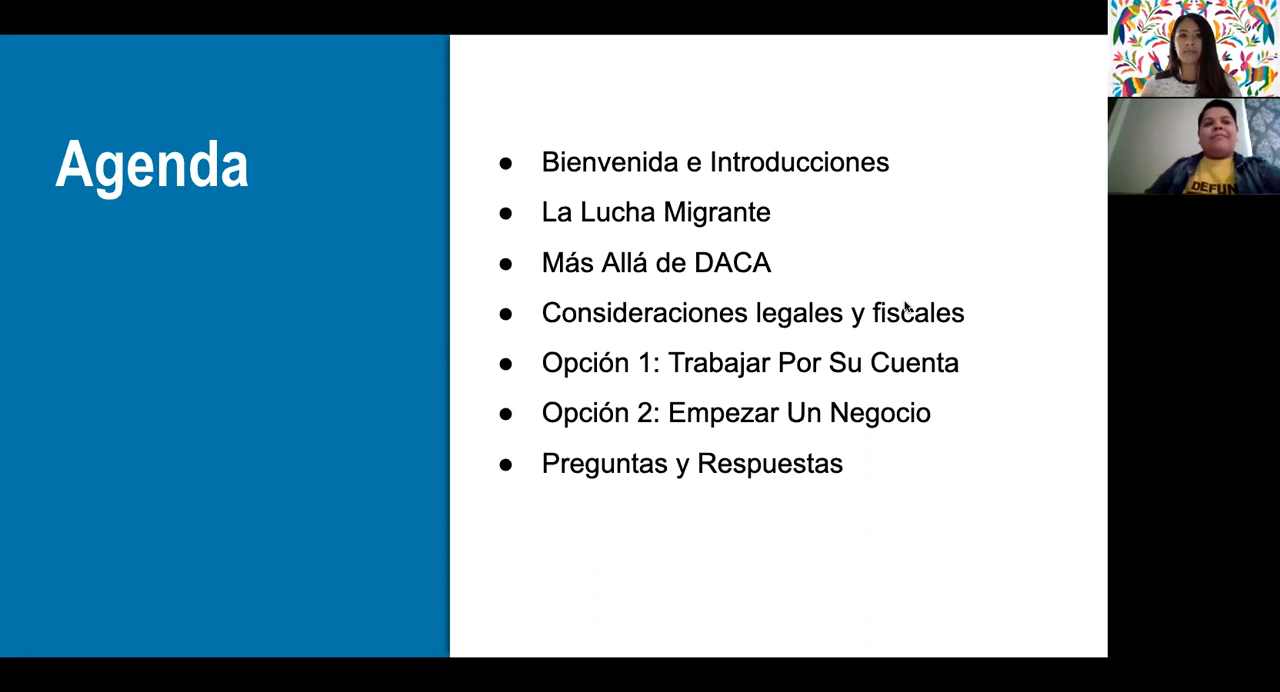 Agenda
● Bienvenida e Introducciones
● La Lucha Migrante
● Más Allá de DACA
● Consideraciones legales y fiscales
● Opción 1: Trabajar Por Su Cuenta
● Opción 2: Empezar Un Negocio
● Preguntas y Respuestas
DEFUN